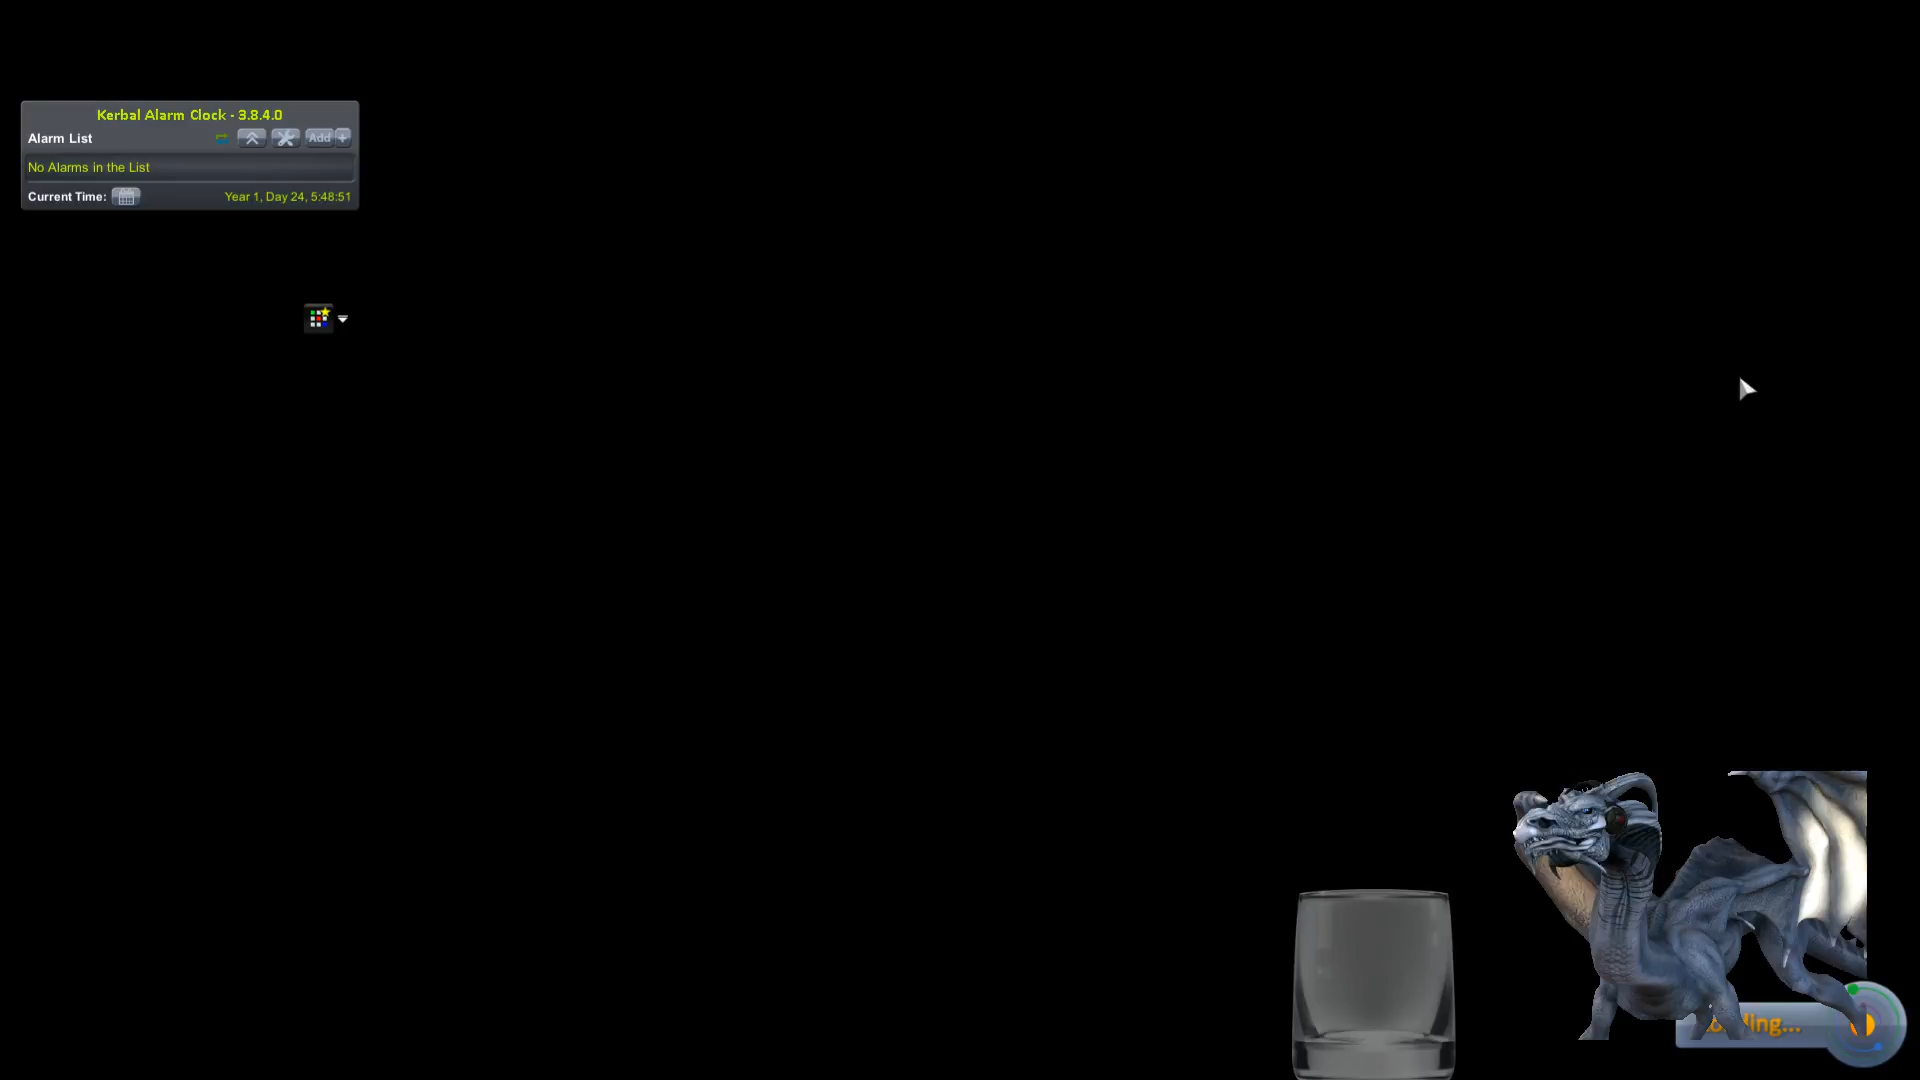 Kerbal Alarm Clock - 3.8.4.0
Alarm List
Add +
No Alarms in the List
Current Time:
Year 1, Day 24, 5:48:51